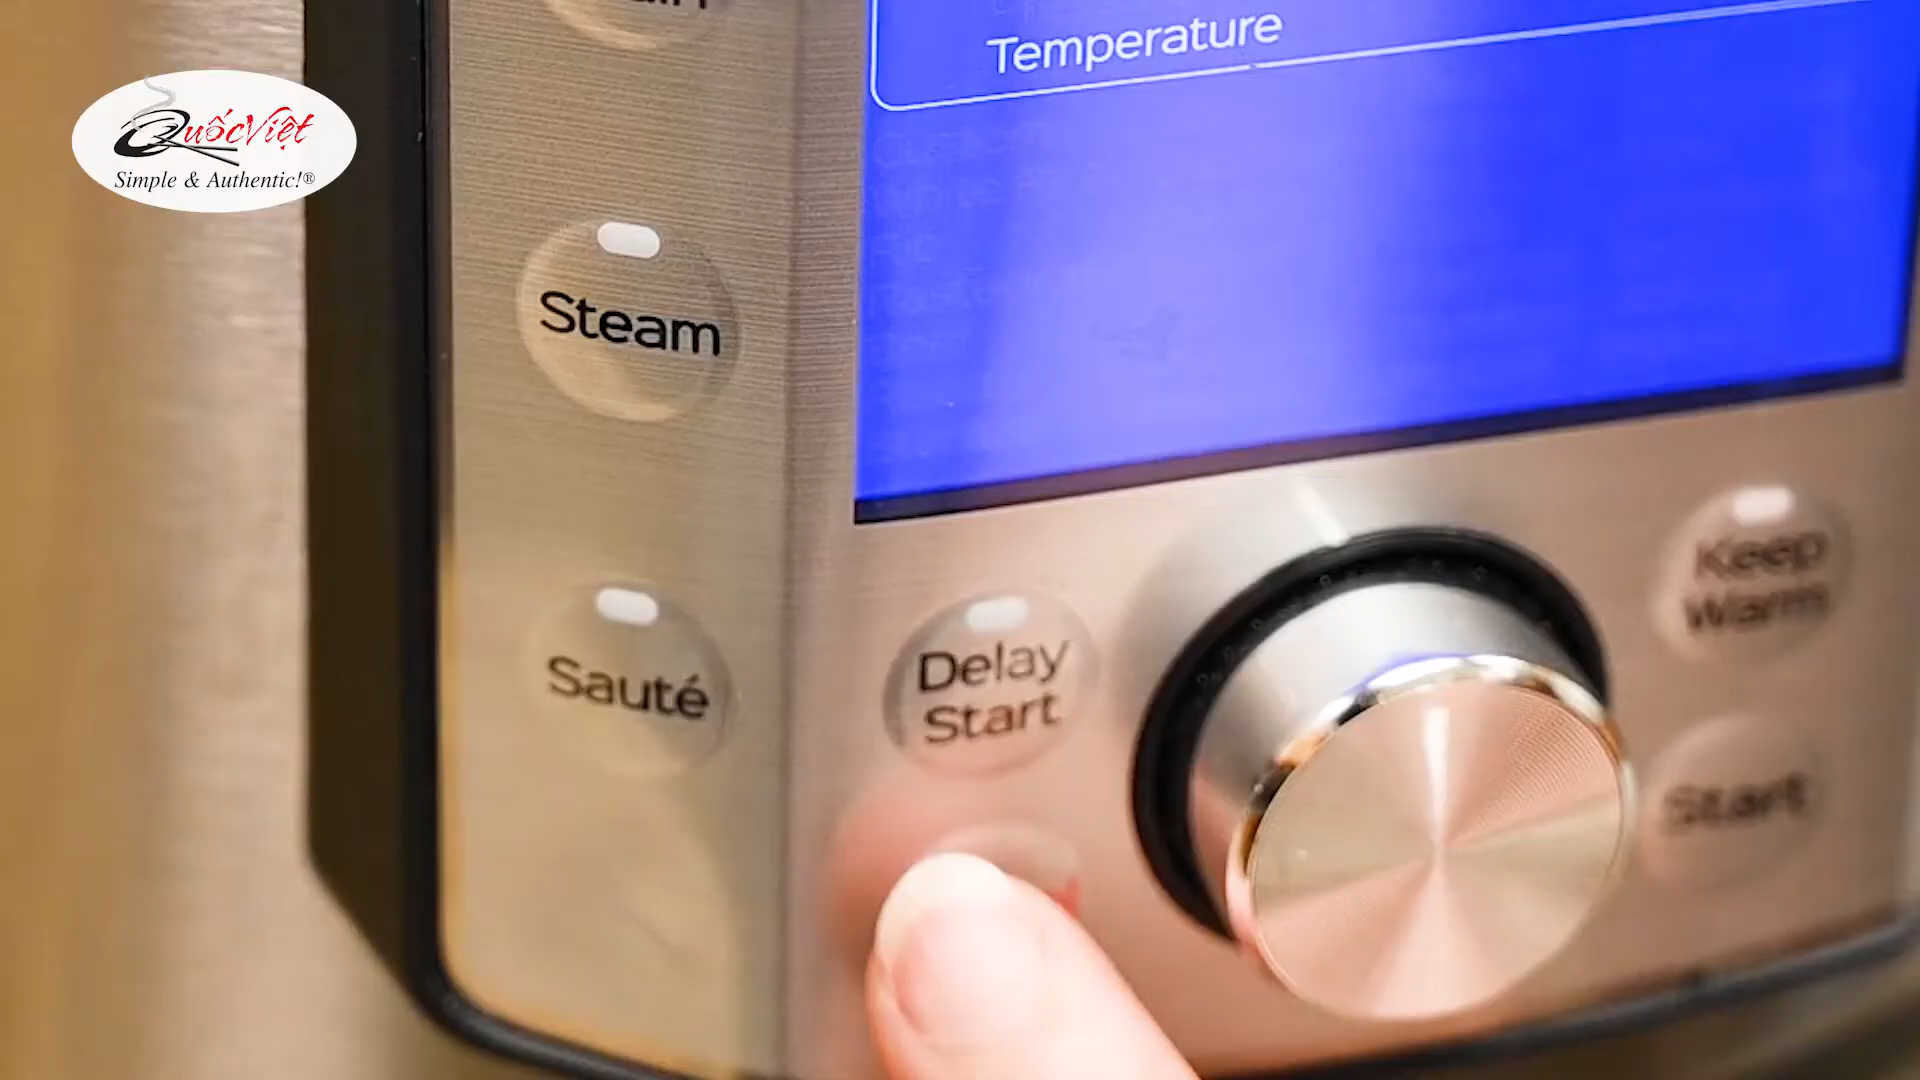 QuốcViệt
Simple & Authentic!®
Temperature
Steam
Sauté
Delay
Start
Keep
Warm
Start